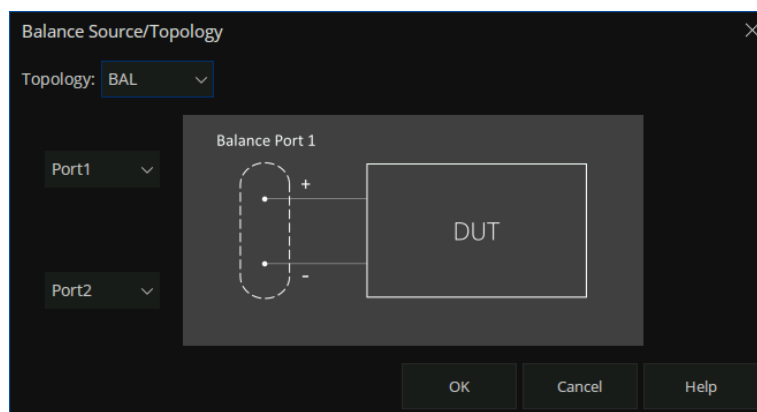 Balance Source/Topology
Topology: BAL
Balance Port 1
Port1
+
DUT
-
Port2
OK Cancel Help